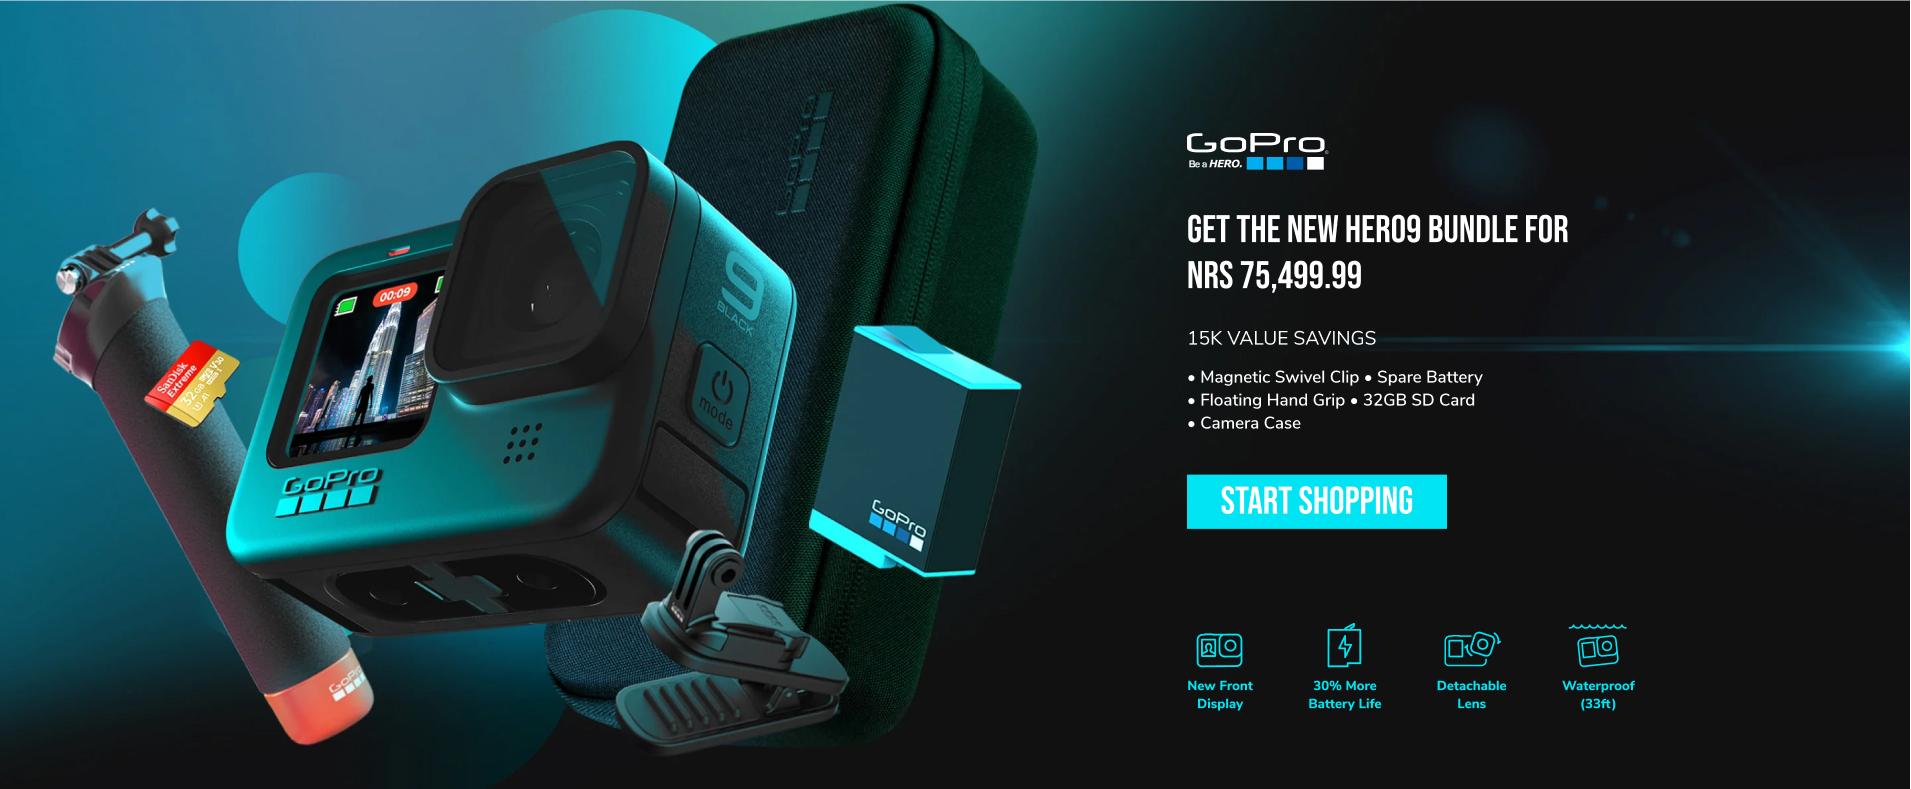 GoPro
Be a HERO.
GET THE NEW HERO9 BUNDLE FOR
NRS 75,499.99
15K VALUE SAVINGS
• Magnetic Swivel Clip • Spare Battery
• Floating Hand Grip • 32GB SD Card
• Camera Case
START SHOPPING
New Front
Display
30% More
Battery Life
Detachable
Lens
Waterproof
(33ft)
GoPro
00:09
9
BLACK
mode
GoPro
SanDisk
Extreme
32GB
GoPro
GoPro